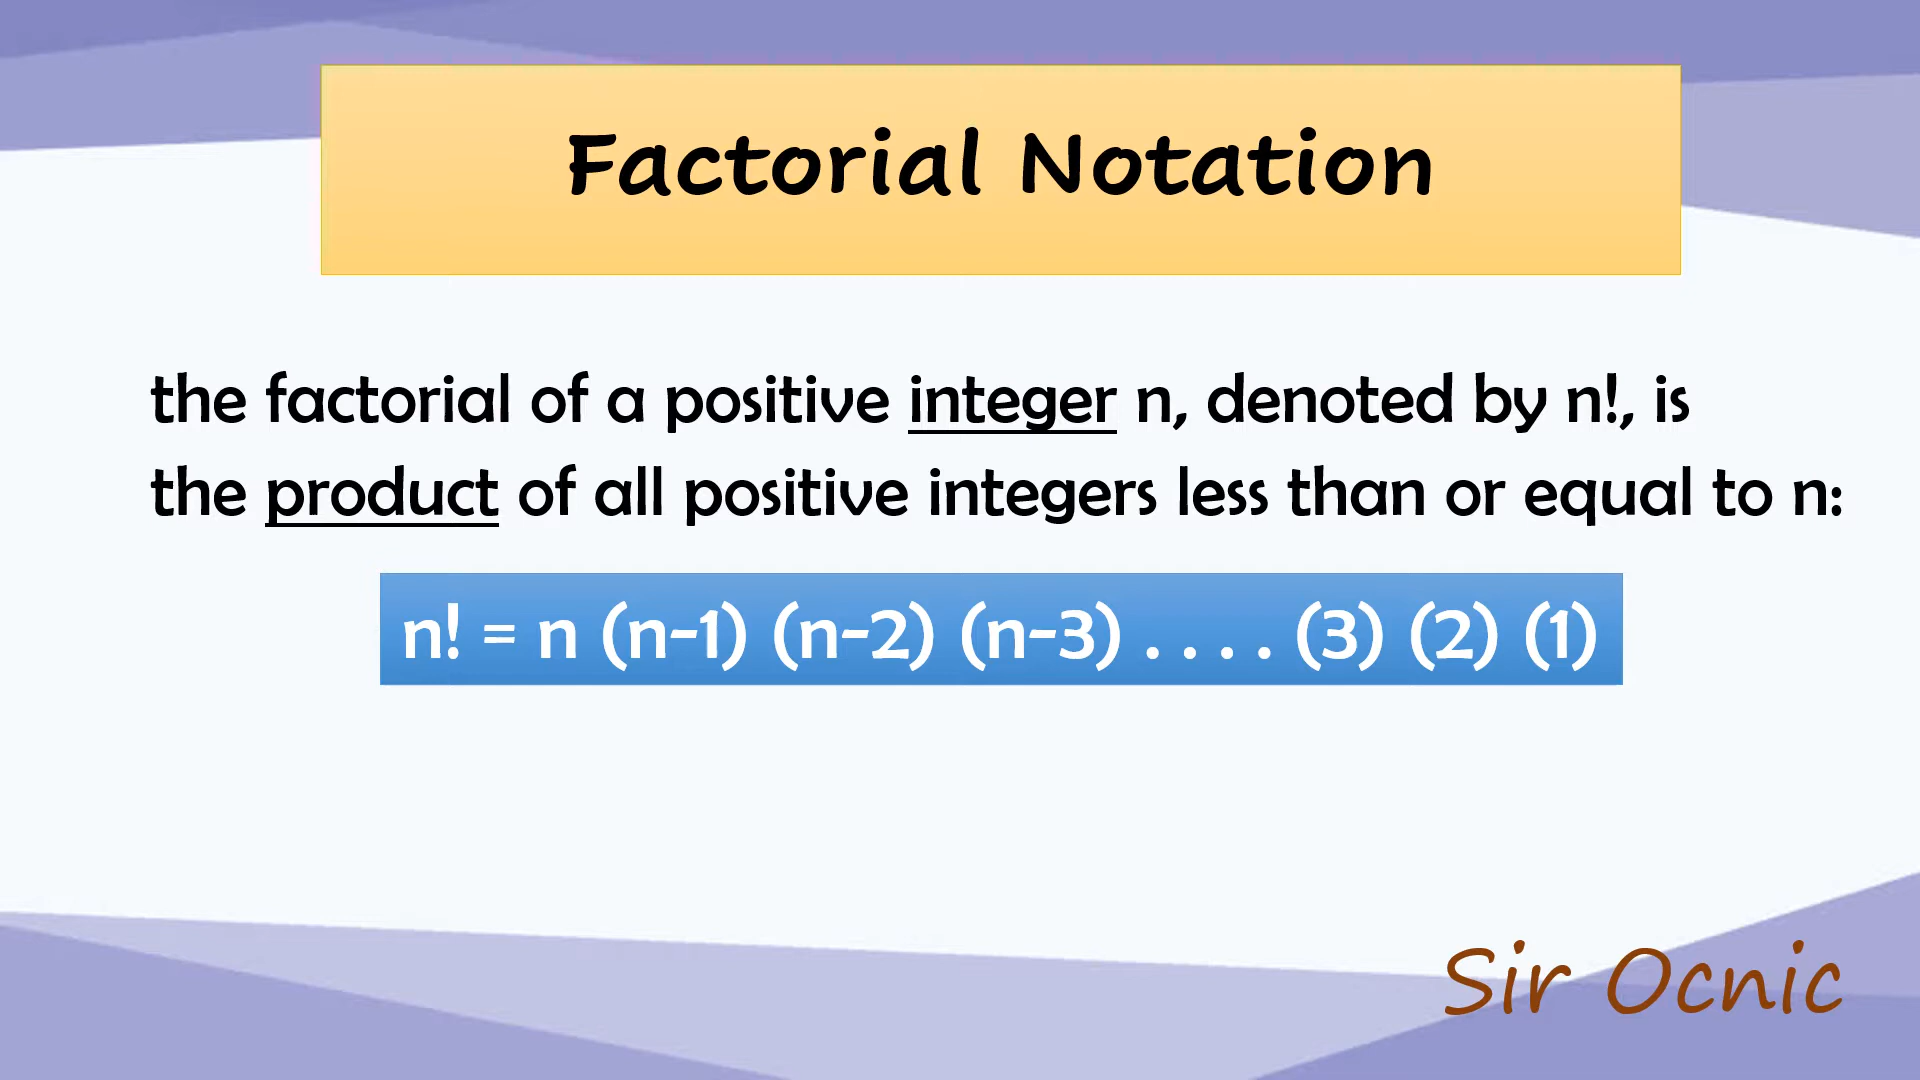 Factorial Notation
the factorial of a positive integer n, denoted by n!, is
the product of all positive integers less than or equal to n:
n! = n (n-1) (n-2) (n-3) . . . . (3) (2) (1)
Sir Ocnic